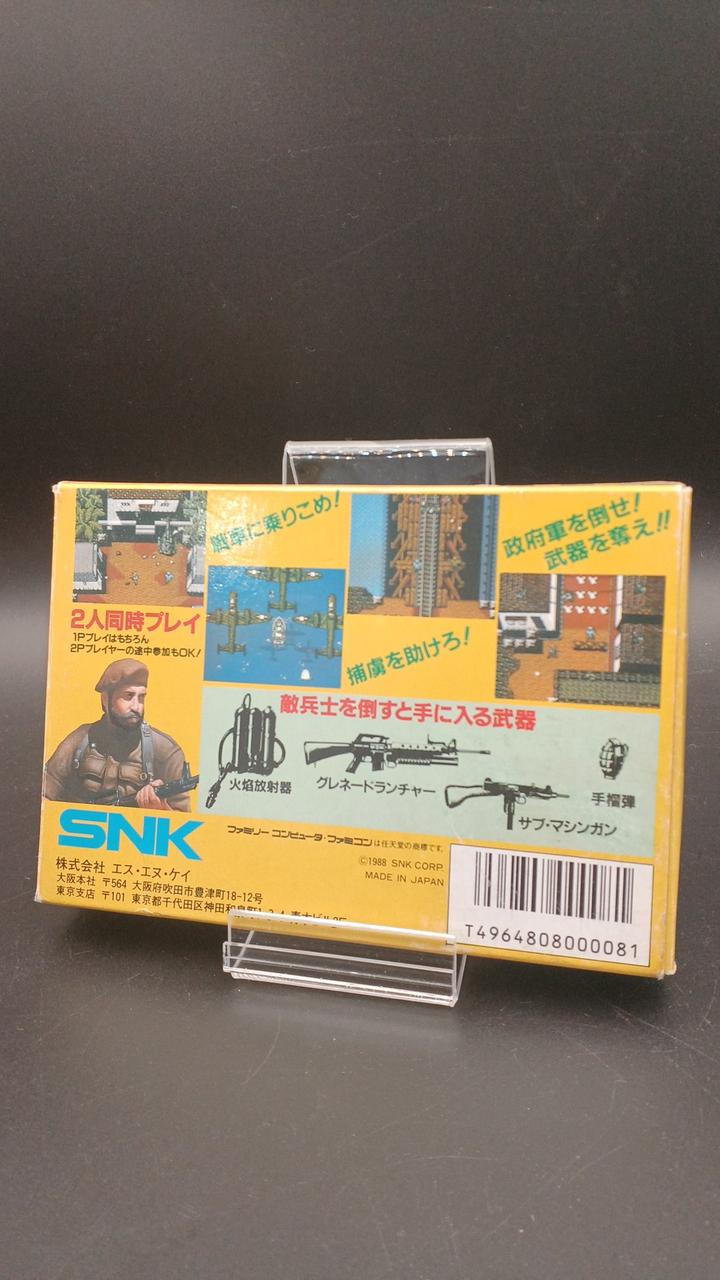 戦車に乗りこめ!
政府軍を倒せ!
武器を奪え!!
2人同時プレイ
1Pプレイはもちろん
2Pプレイヤーの途中参加もOK!
捕虜を助けろ!
敵兵士を倒すと手に入る武器
火焔放射器
グレネードランチャー
サブ・マシンガン
手榴弾
SNK
ファミリーコンピュータ・ファミコンは任天堂の商標です。
©1988 SNK CORP.
MADE IN JAPAN
株式会社 エス・エヌ・ケイ
大阪本社 〒564 大阪府吹田市豊津町18-12号
東京支店 〒101 東京都千代田区神田和泉町1-3-4
T4964808000081